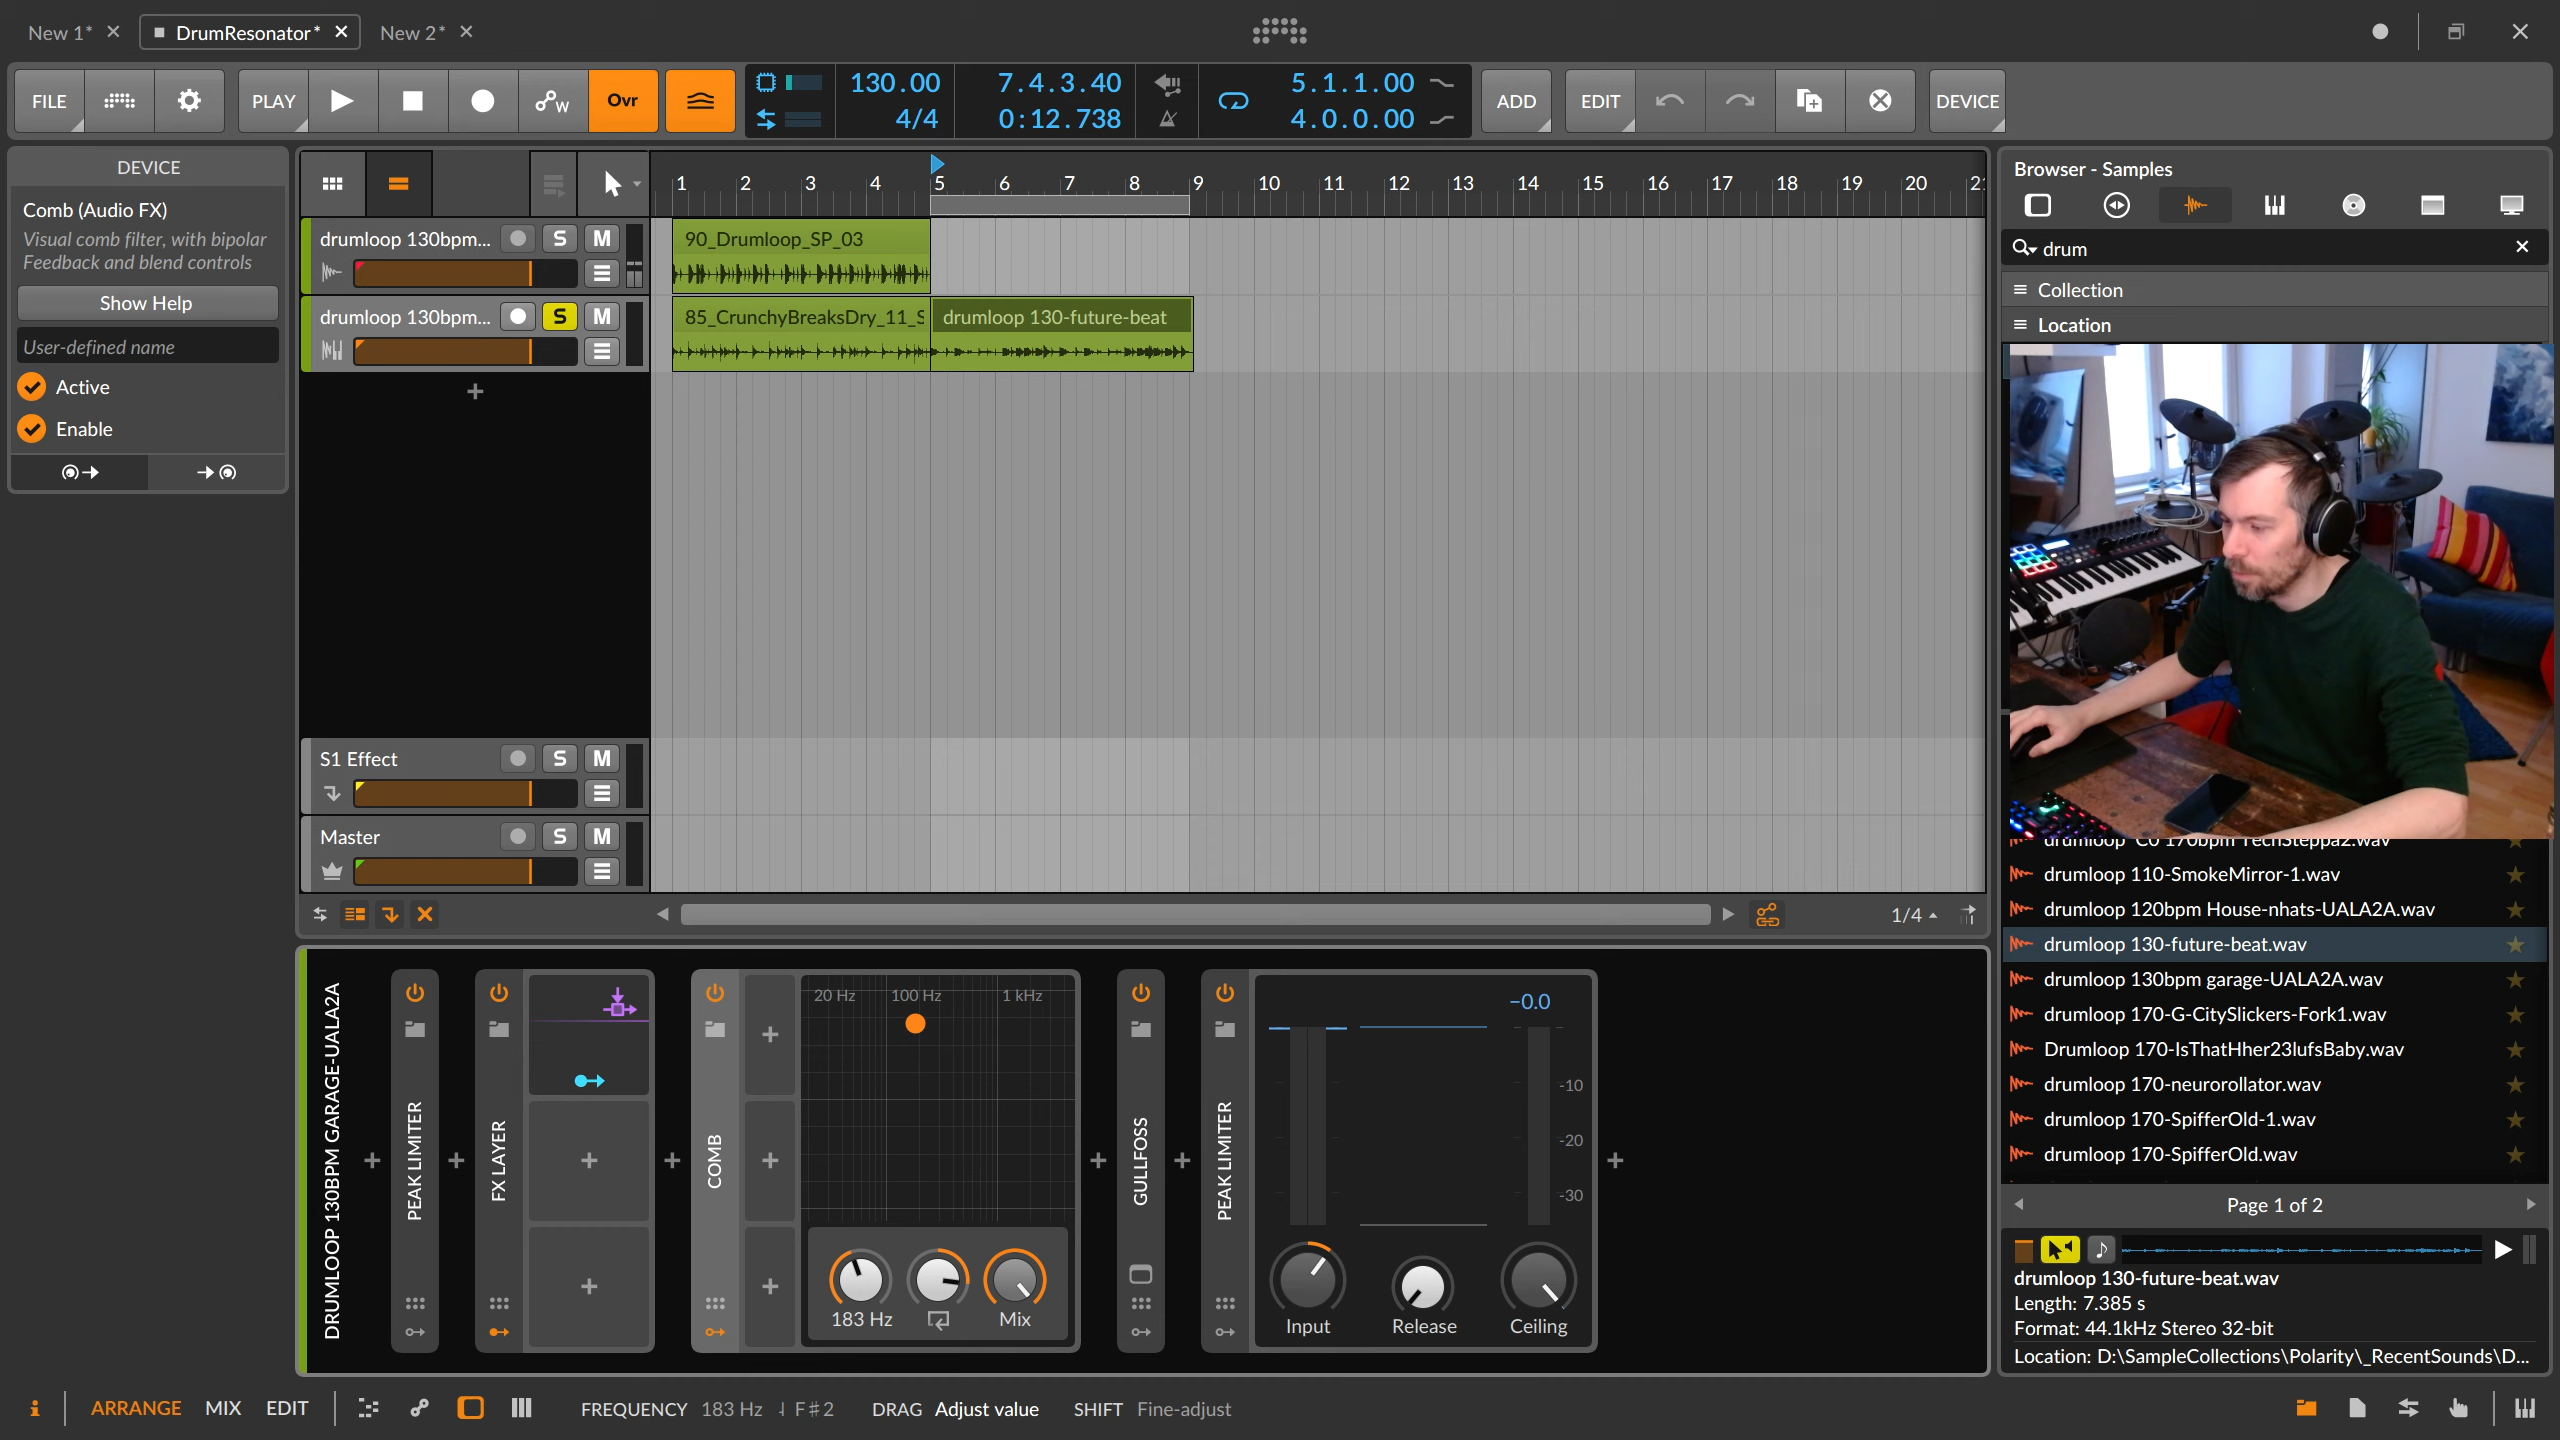 New 1*
DrumResonator*
New 2*
FILE
PLAY
Ovr
130.00
4/4
7.4.3.40
0:12.738
5.1.1.00
4.0.0.00
ADD
EDIT
DEVICE
DEVICE
Comb (Audio FX)
Visual comb filter, with bipolar
Feedback and blend controls
Show Help
User-defined name
Active
Enable
1 2 3 4 5 6 7 8 9 10 11 12 13 14 15 16 17 18 19 20
drumloop 130bpm...
S M
90_Drumloop_SP_03
drumloop 130bpm...
S M
85_CrunchyBreaksDry_11_S
drumloop 130-future-beat
S1 Effect
S M
Master
S M
1/4
Browser - Samples
drum
Collection
Location
drumloop 110-SmokeMirror-1.wav
drumloop 120bpm House-nhats-UALA2A.wav
drumloop 130-future-beat.wav
drumloop 130bpm garage-UALA2A.wav
drumloop 170-G-CitySlickers-Fork1.wav
Drumloop 170-IsThatHher23lufsBaby.wav
drumloop 170-neurorollator.wav
drumloop 170-SpifferOld-1.wav
drumloop 170-SpifferOld.wav
Page 1 of 2
drumloop 130-future-beat.wav
Length: 7.385 s
Format: 44.1kHz Stereo 32-bit
Location: D:\SampleCollections\Polarity\_RecentSounds\D...
DRUMLOOP 130BPM GARAGE-UALA2A
PEAK LIMITER
FX LAYER
COMB
20 Hz 100 Hz 1 kHz
183 Hz
Mix
GULLFOSS
PEAK LIMITER
-0.0
-10
-20
-30
Input
Release
Ceiling
i
ARRANGE
MIX
EDIT
FREQUENCY 183 Hz F#2
DRAG Adjust value
SHIFT Fine-adjust